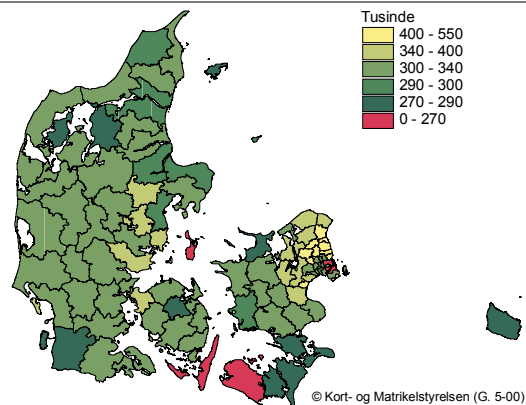 Tusinde
400 - 550
340 - 400
300 - 340
290 - 300
270 - 290
0 - 270
© Kort- og Matrikelstyrelsen (G. 5-00)